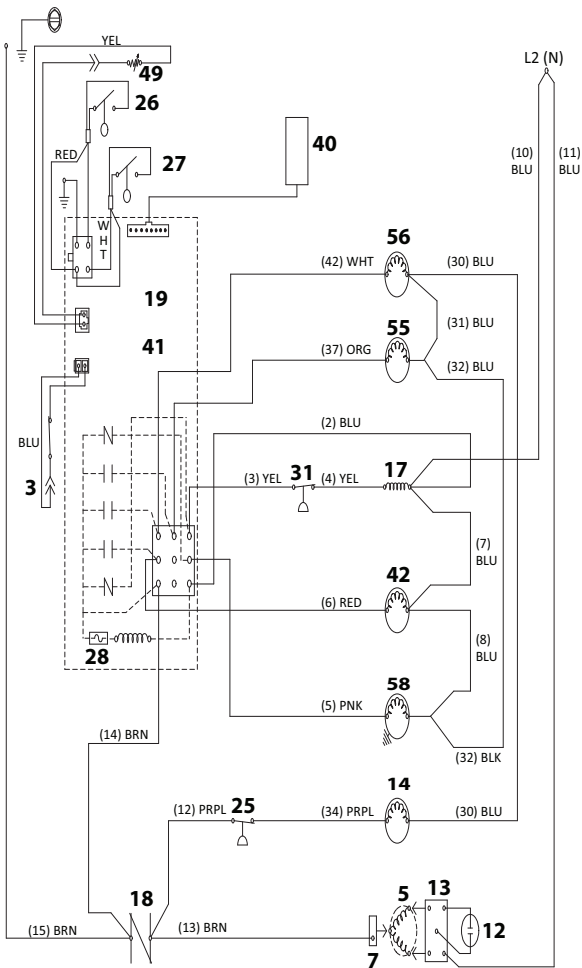 YEL
L2 (N)
49
26
40
(10)
BLU
(11)
BLU
RED
27
W
H
T
56
(42) WHT
(30) BLU
19
(31) BLU
55
41
(37) ORG
(32) BLU
(2) BLU
BLU
3
(3) YEL
31
(4) YEL
17
(7)
BLU
42
(6) RED
(8)
BLU
28
58
(5) PNK
(14) BRN
(32) BLK
14
(12) PRPL
25
(34) PRPL
(30) BLU
18
5
13
(15) BRN
(13) BRN
12
7